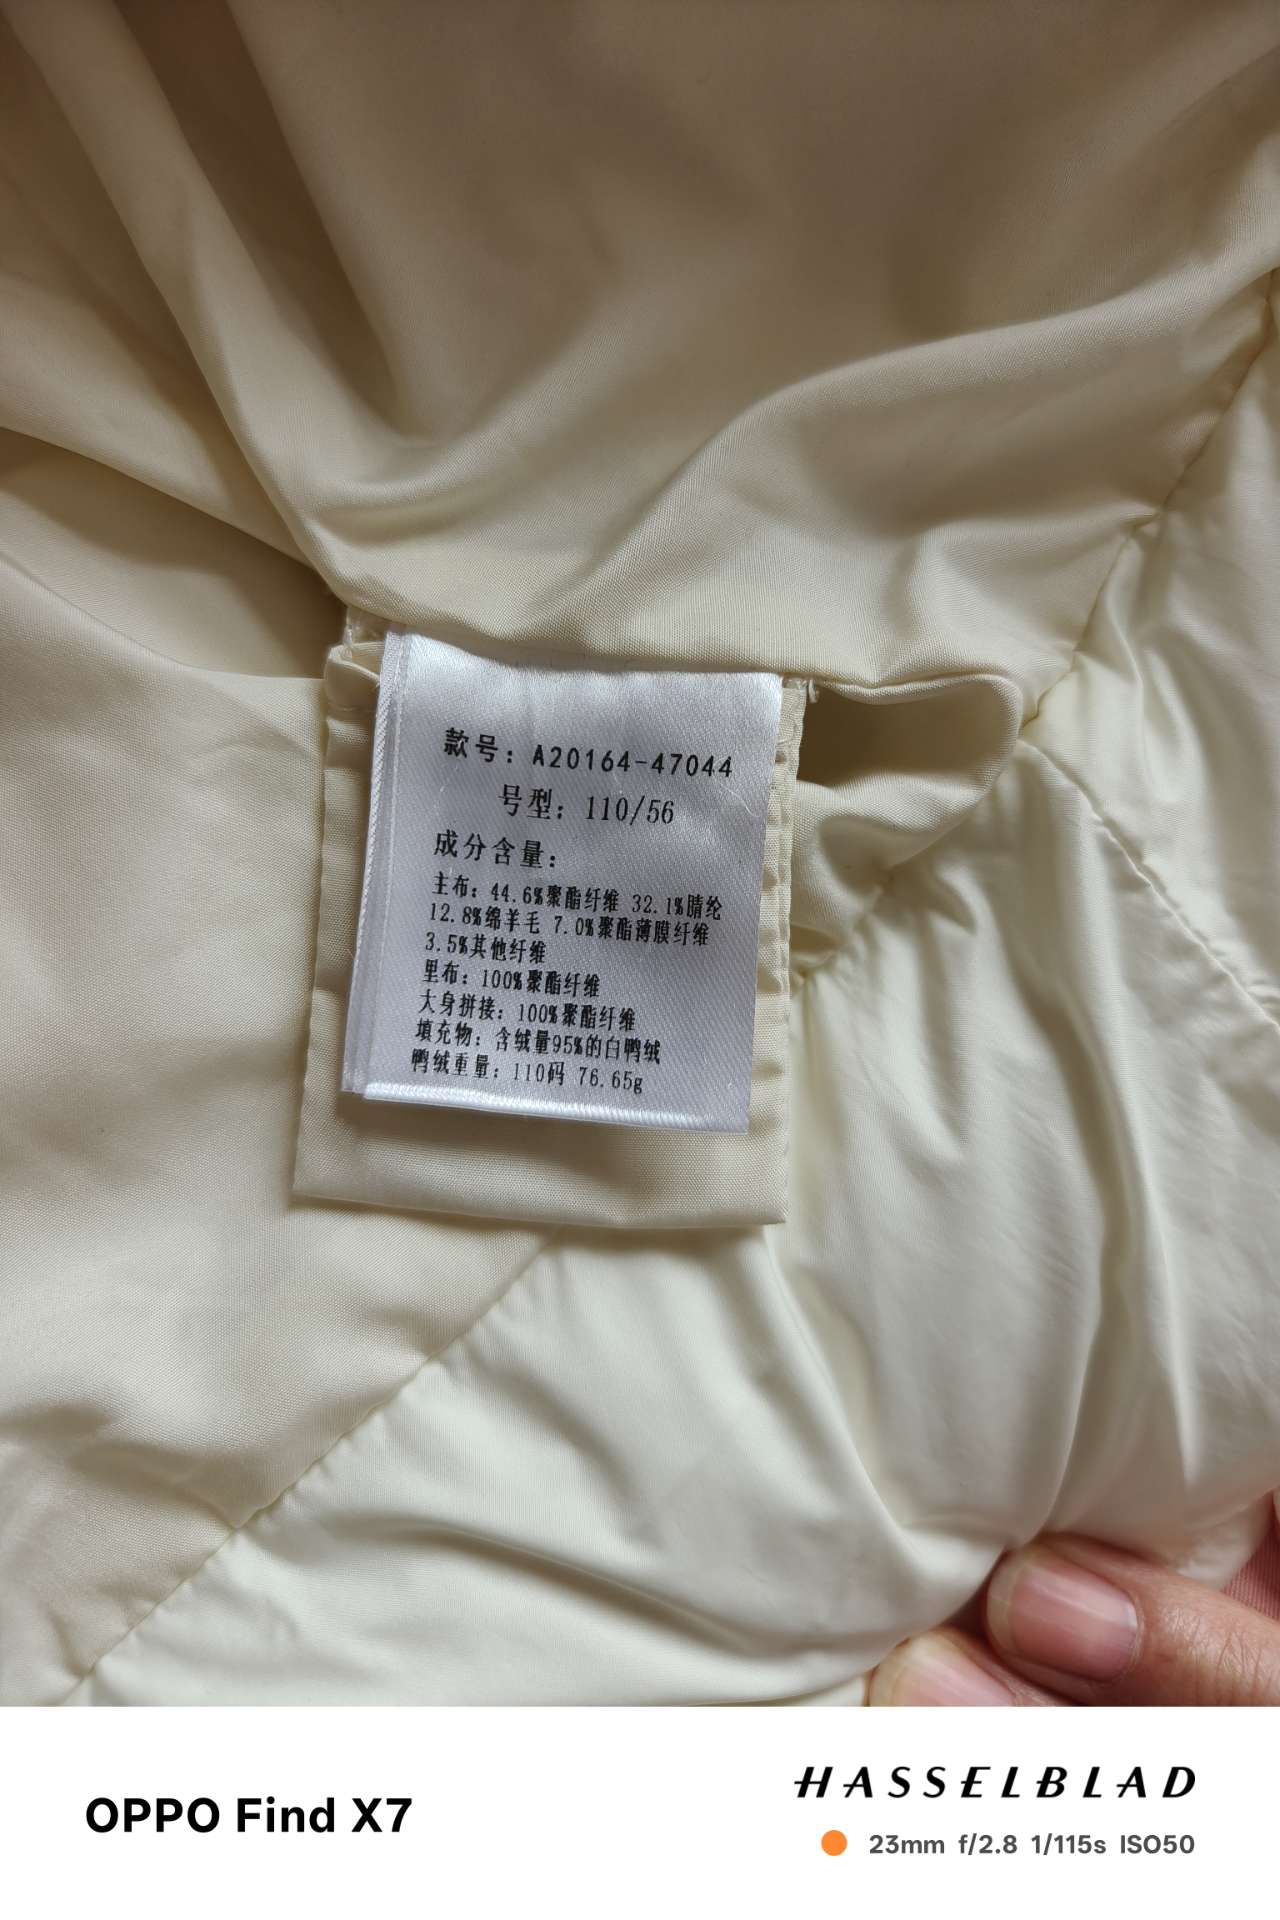 款号：A20164-47044
号型：110/56
成分含量：
主布：44.6%聚酯纤维 32.1%腈纶
12.8%绵羊毛 7.0%聚酯薄膜纤维
3.5%其他纤维
里布：100%聚酯纤维
大身拼接：100%聚酯纤维
填充物：含绒量95%的白鸭绒
鸭绒重量：110码 76.65g
OPPO Find X7
HASSELBLAD
23mm f/2.8 1/115s ISO50